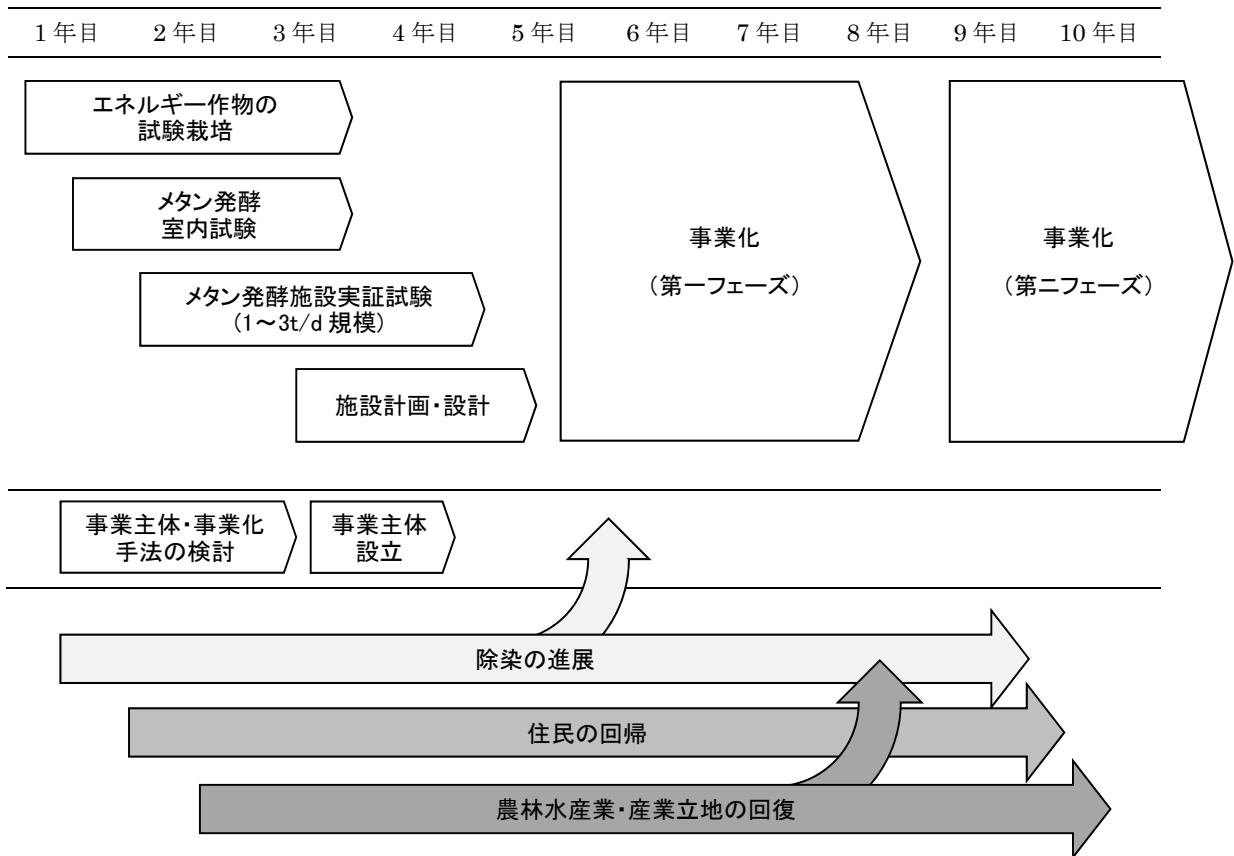 1年目 2年目 3年目 4年目 5年目 6年目 7年目 8年目 9年目 10年目
エネルギー作物の
試験栽培
メタン発酵
室内試験
メタン発酵施設実証試験
(1～3t/d 規模)
施設計画・設計
事業化
（第一フェーズ）
事業化
（第二フェーズ）
事業主体・事業化
手法の検討
事業主体
設立
除染の進展
住民の回帰
農林水産業・産業立地の回復